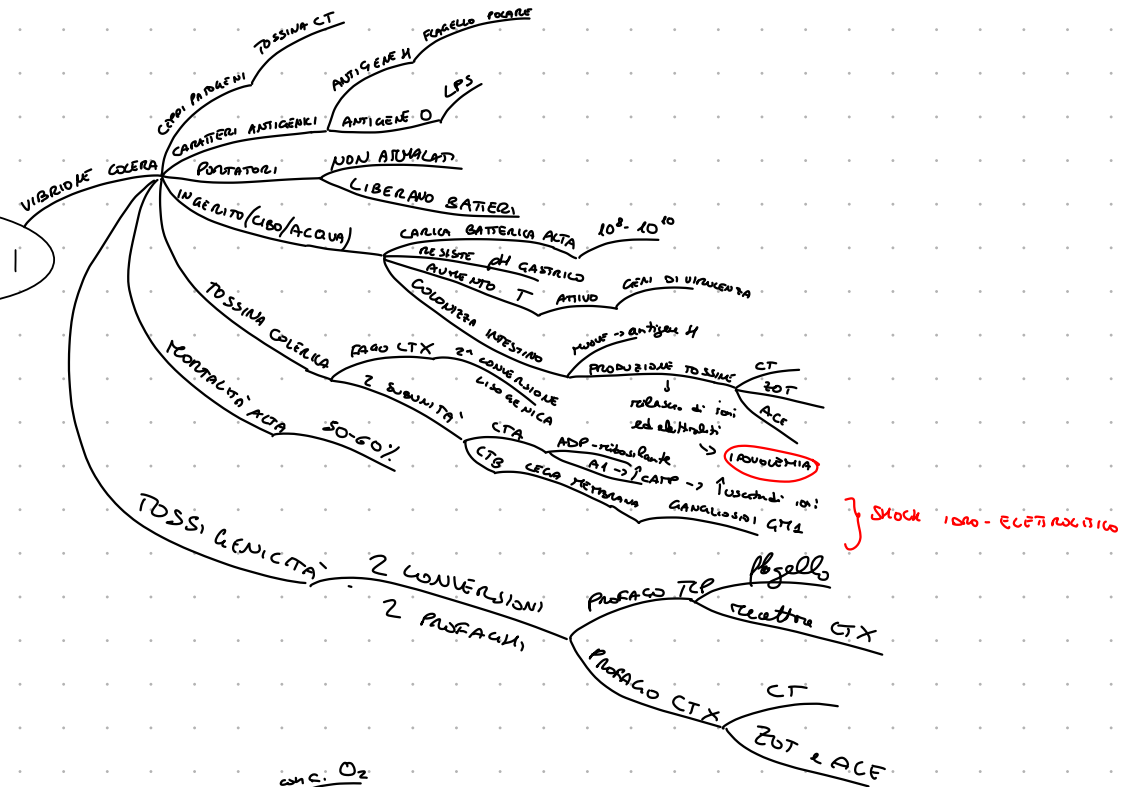 1
VIBRIONE COLERA
CEPPI PATOGENI
TOSSINA CT
CARATTERI ANTIGENICI
ANTIGENE H
FLAGELLO POLARE
ANTIGENE O
LPS
PORTATORI
NON AMMALATI
LIBERANO BATTERI
INGERITO (CIBO/ACQUA)
CARICA BATTERICA ALTA
10⁸- 10¹⁰
RESISTE pH GASTRICO
AUMENTO T
ATTIVO
GENI DI VIRULENZA
COLONIZZA INTESTINO
MUOVE -> antigene H
PRODUZIONE TOSSINE
CT
ZOT
ACE
↓
rilascio di ioni
ed elettroliti
-> IPOVOLEMIA
TOSSINA COLERICA
FAGO CTX
2ª CONVERSIONE
LISOGENICA
2 SUBUNITÀ
CTA
ADP-ribosilante
A1 -> ↑cAMP -> ↑uscita di ioni
CTB
LEGA MEMBRANA
GANGLIOSIDI GM1
} SHOCK IDRO-ELETTROLITICO
MORTALITÀ ALTA
50-60%
TOSSIGENICITÀ
2 CONVERSIONI
2 PROFAGHI
PROFAGO TCP
flagello
recettore CTX
PROFAGO CTX
CT
ZOT e ACE
conc. O₂